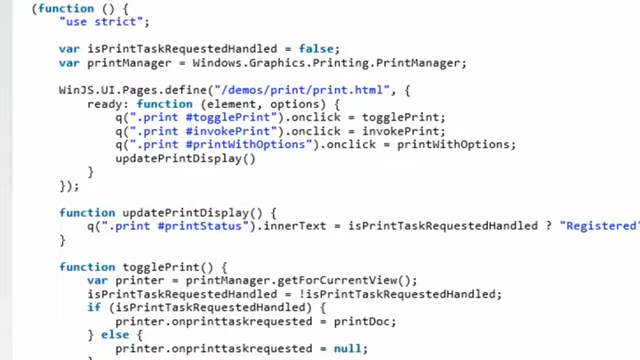 (function () {
"use strict";
var isPrintTaskRequestedHandled = false;
var printManager = Windows.Graphics.Printing.PrintManager;
WinJS.UI.Pages.define("/demos/print/print.html", {
ready: function (element, options) {
q(".print #togglePrint").onclick = togglePrint;
q(".print #invokePrint").onclick = invokePrint;
q(".print #printWithOptions").onclick = printWithOptions;
updatePrintDisplay()
}
});
function updatePrintDisplay() {
q(".print #printStatus").innerText = isPrintTaskRequestedHandled ? "Registered"
}
function togglePrint() {
var printer = printManager.getForCurrentView();
isPrintTaskRequestedHandled = !isPrintTaskRequestedHandled;
if (isPrintTaskRequestedHandled) {
printer.onprinttaskrequested = printDoc;
} else {
printer.onprinttaskrequested = null;
}